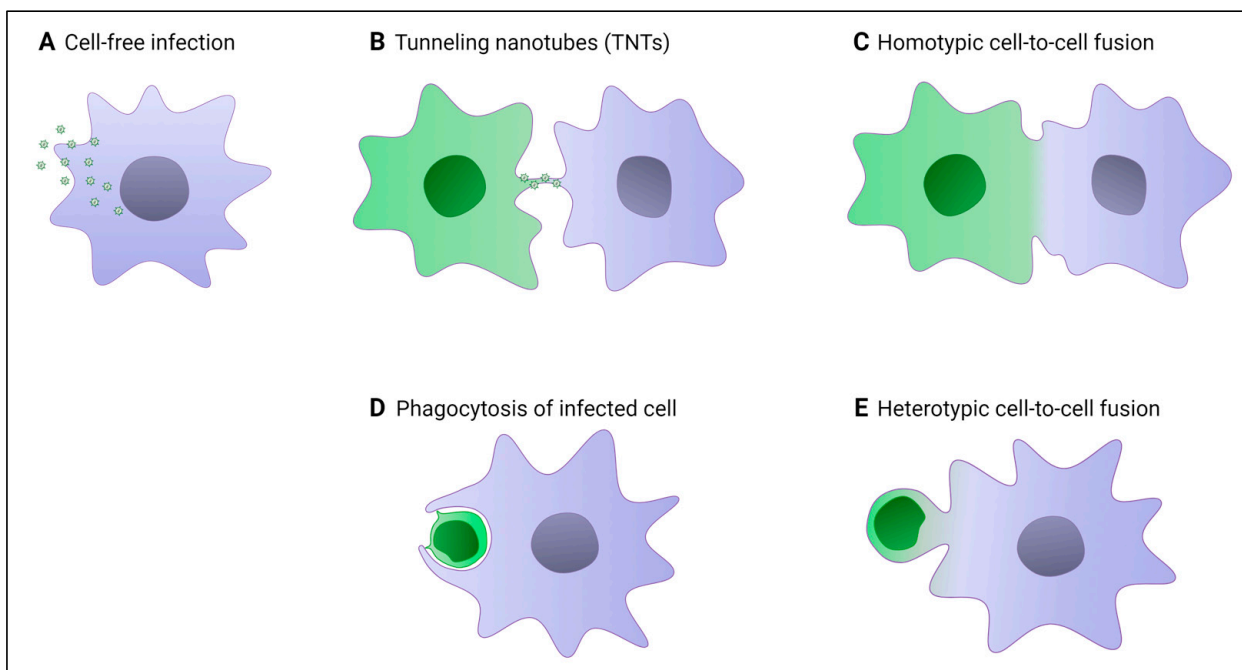 A Cell-free infection
B Tunneling nanotubes (TNTs)
C Homotypic cell-to-cell fusion
D Phagocytosis of infected cell
E Heterotypic cell-to-cell fusion